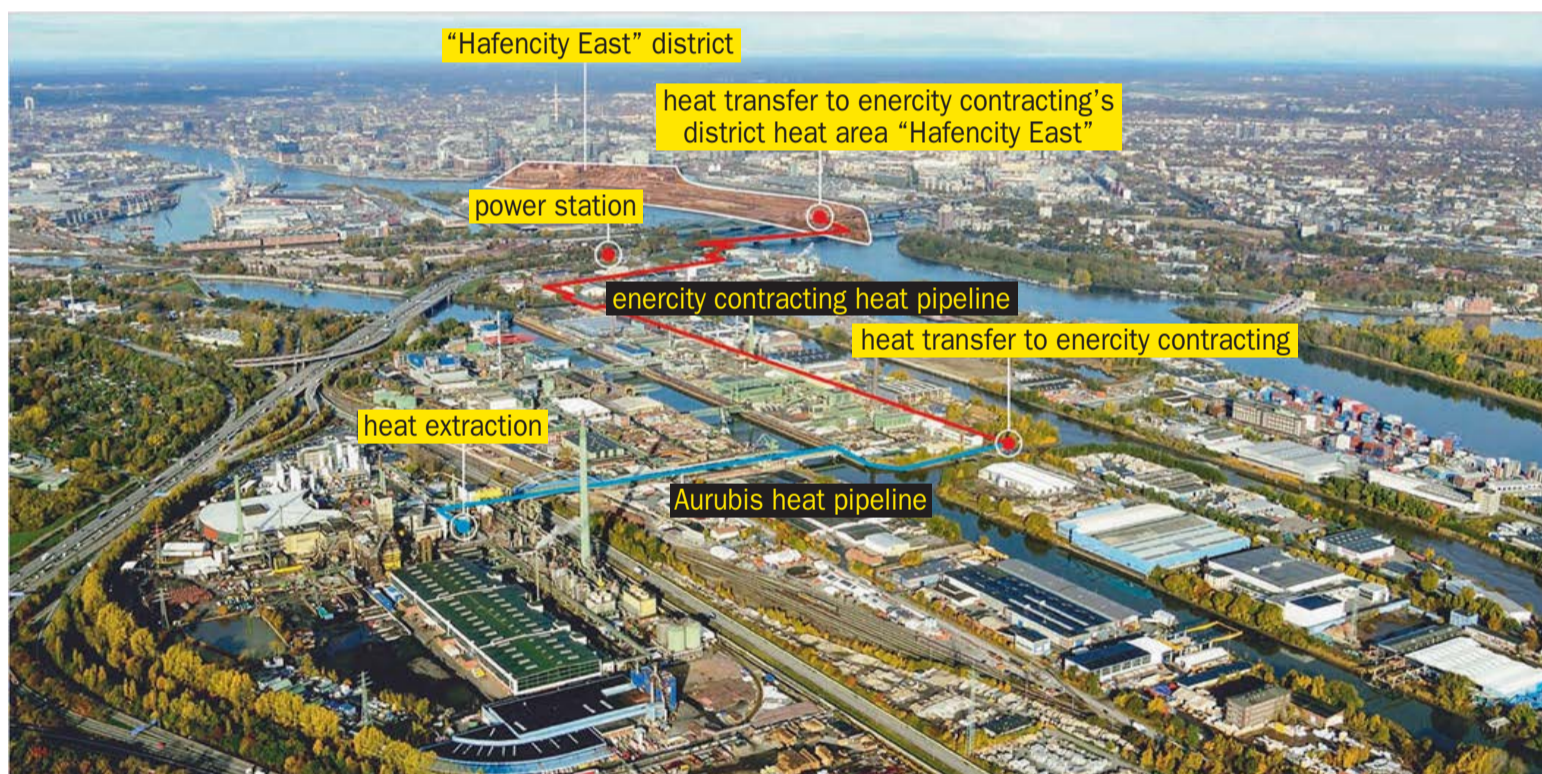 “Hafencity East” district
heat transfer to enercity contracting’s
district heat area “Hafencity East”
power station
enercity contracting heat pipeline
heat transfer to enercity contracting
heat extraction
Aurubis heat pipeline